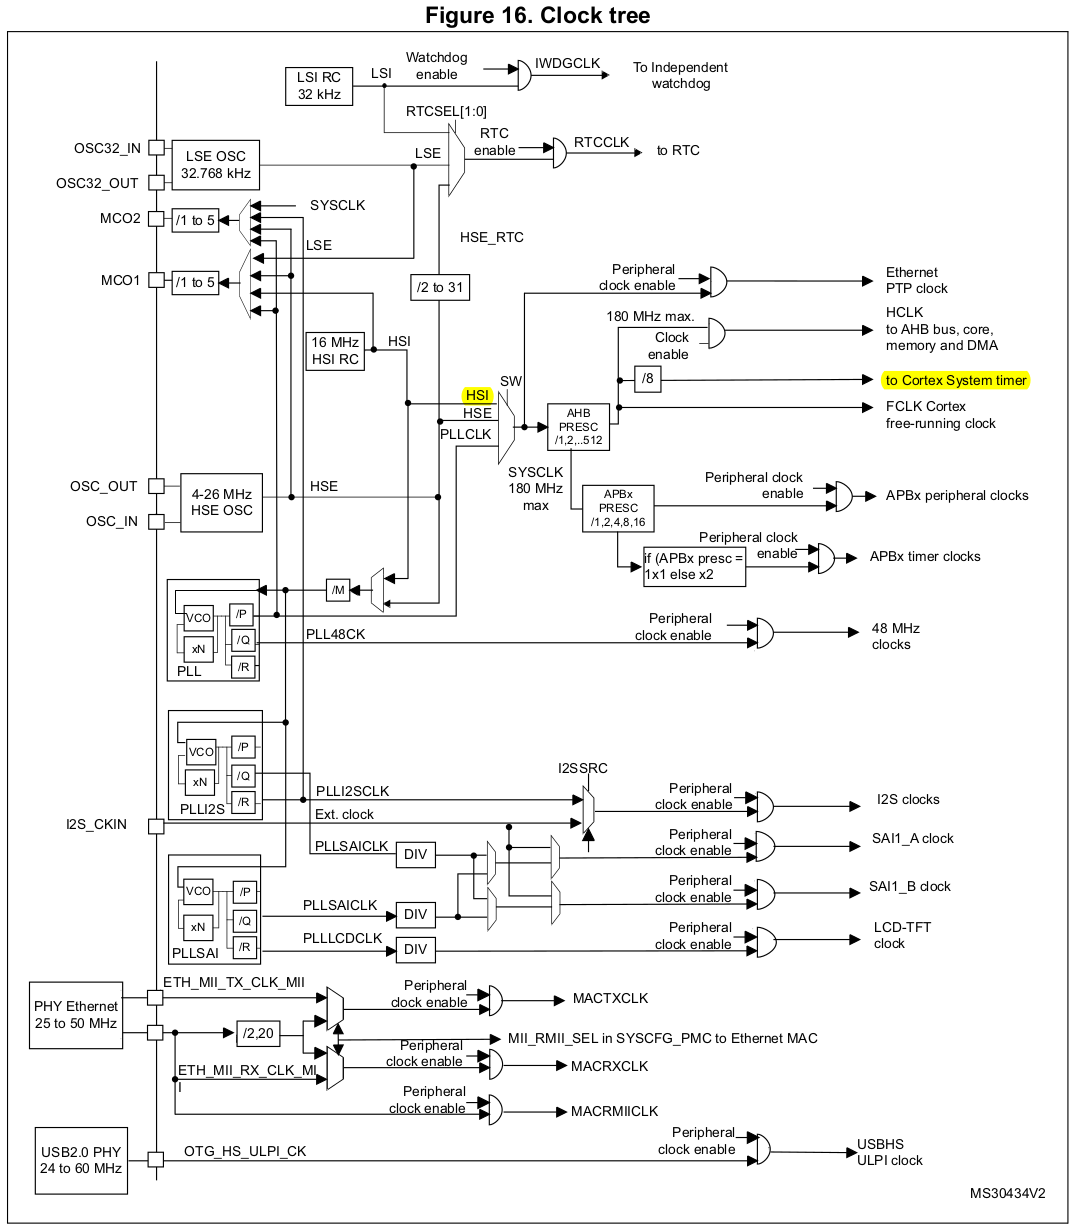 Figure 16. Clock tree
Watchdog
enable
IWDGCLK
To Independent
watchdog
LSI RC
32 kHz
LSI
RTCSEL[1:0]
RTC
enable
RTCCLK
to RTC
OSC32_IN
OSC32_OUT
LSE OSC
32.768 kHz
LSE
MCO2
/1 to 5
SYSCLK
LSE
HSE_RTC
MCO1
/1 to 5
/2 to 31
Peripheral
clock enable
Ethernet
PTP clock
16 MHz
HSI RC
HSI
180 MHz max.
Clock
enable
HCLK
to AHB bus, core,
memory and DMA
/8
to Cortex System timer
SW
HSI
HSE
PLLCLK
AHB
PRESC
/1,2,..512
FCLK Cortex
free-running clock
SYSCLK
180 MHz
max
OSC_OUT
OSC_IN
4-26 MHz
HSE OSC
HSE
APBx
PRESC
/1,2,4,8,16
Peripheral clock
enable
APBx peripheral clocks
if (APBx presc =
1x1 else x2
Peripheral clock
enable
APBx timer clocks
/M
VCO
xN
/P
/Q
/R
PLL
PLL48CK
Peripheral
clock enable
48 MHz
clocks
VCO
xN
/P
/Q
/R
PLLI2S
I2SSRC
PLLI2SCLK
Peripheral
clock enable
I2S clocks
I2S_CKIN
Ext. clock
PLLSAICLK
DIV
Peripheral
clock enable
SAI1_A clock
VCO
xN
/P
/Q
/R
PLLSAI
PLLSAICLK
DIV
Peripheral
clock enable
SAI1_B clock
PLLLCDCLK
DIV
Peripheral
clock enable
LCD-TFT
clock
PHY Ethernet
25 to 50 MHz
ETH_MII_TX_CLK_MII
Peripheral
clock enable
MACTXCLK
/2,20
MII_RMII_SEL in SYSCFG_PMC to Ethernet MAC
ETH_MII_RX_CLK_MI
I
Peripheral
clock enable
MACRXCLK
Peripheral
clock enable
MACRMIICLK
USB2.0 PHY
24 to 60 MHz
OTG_HS_ULPI_CK
Peripheral
clock enable
USBHS
ULPI clock
MS30434V2